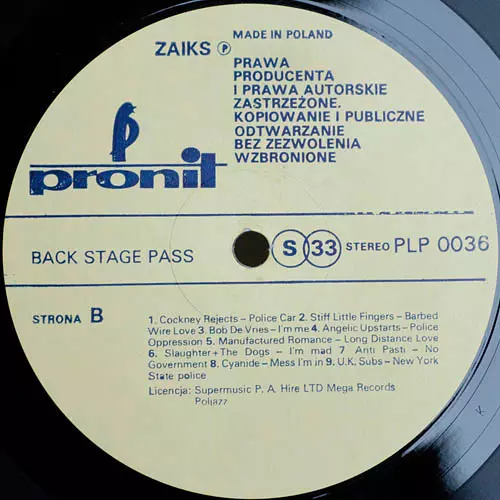 MADE IN POLAND
ZAIKS Ⓟ
PRAWA
PRODUCENTA
I PRAWA AUTORSKIE
ZASTRZEŻONE.
KOPIOWANIE I PUBLICZNE
ODTWARZANIE
BEZ ZEZWOLENIA
WZBRONIONE
pronit
BACK STAGE PASS
S 33 STEREO PLP 0036
STRONA B
1. Cockney Rejects – Police Car 2. Stiff Little Fingers – Barbed
Wire Love 3. Bob De Vries – I'm me 4. Angelic Upstarts – Police
Oppression 5. Manufactured Romance – Long Distance Love
6. Slaughter + The Dogs – I'm mad 7 Anti Pasti – No
Government 8. Cyanide – Mess I'm in 9. U.K. Subs – New York
State police
Licencja: Supermusic P. A. Hire LTD Mega Records
Poljazz